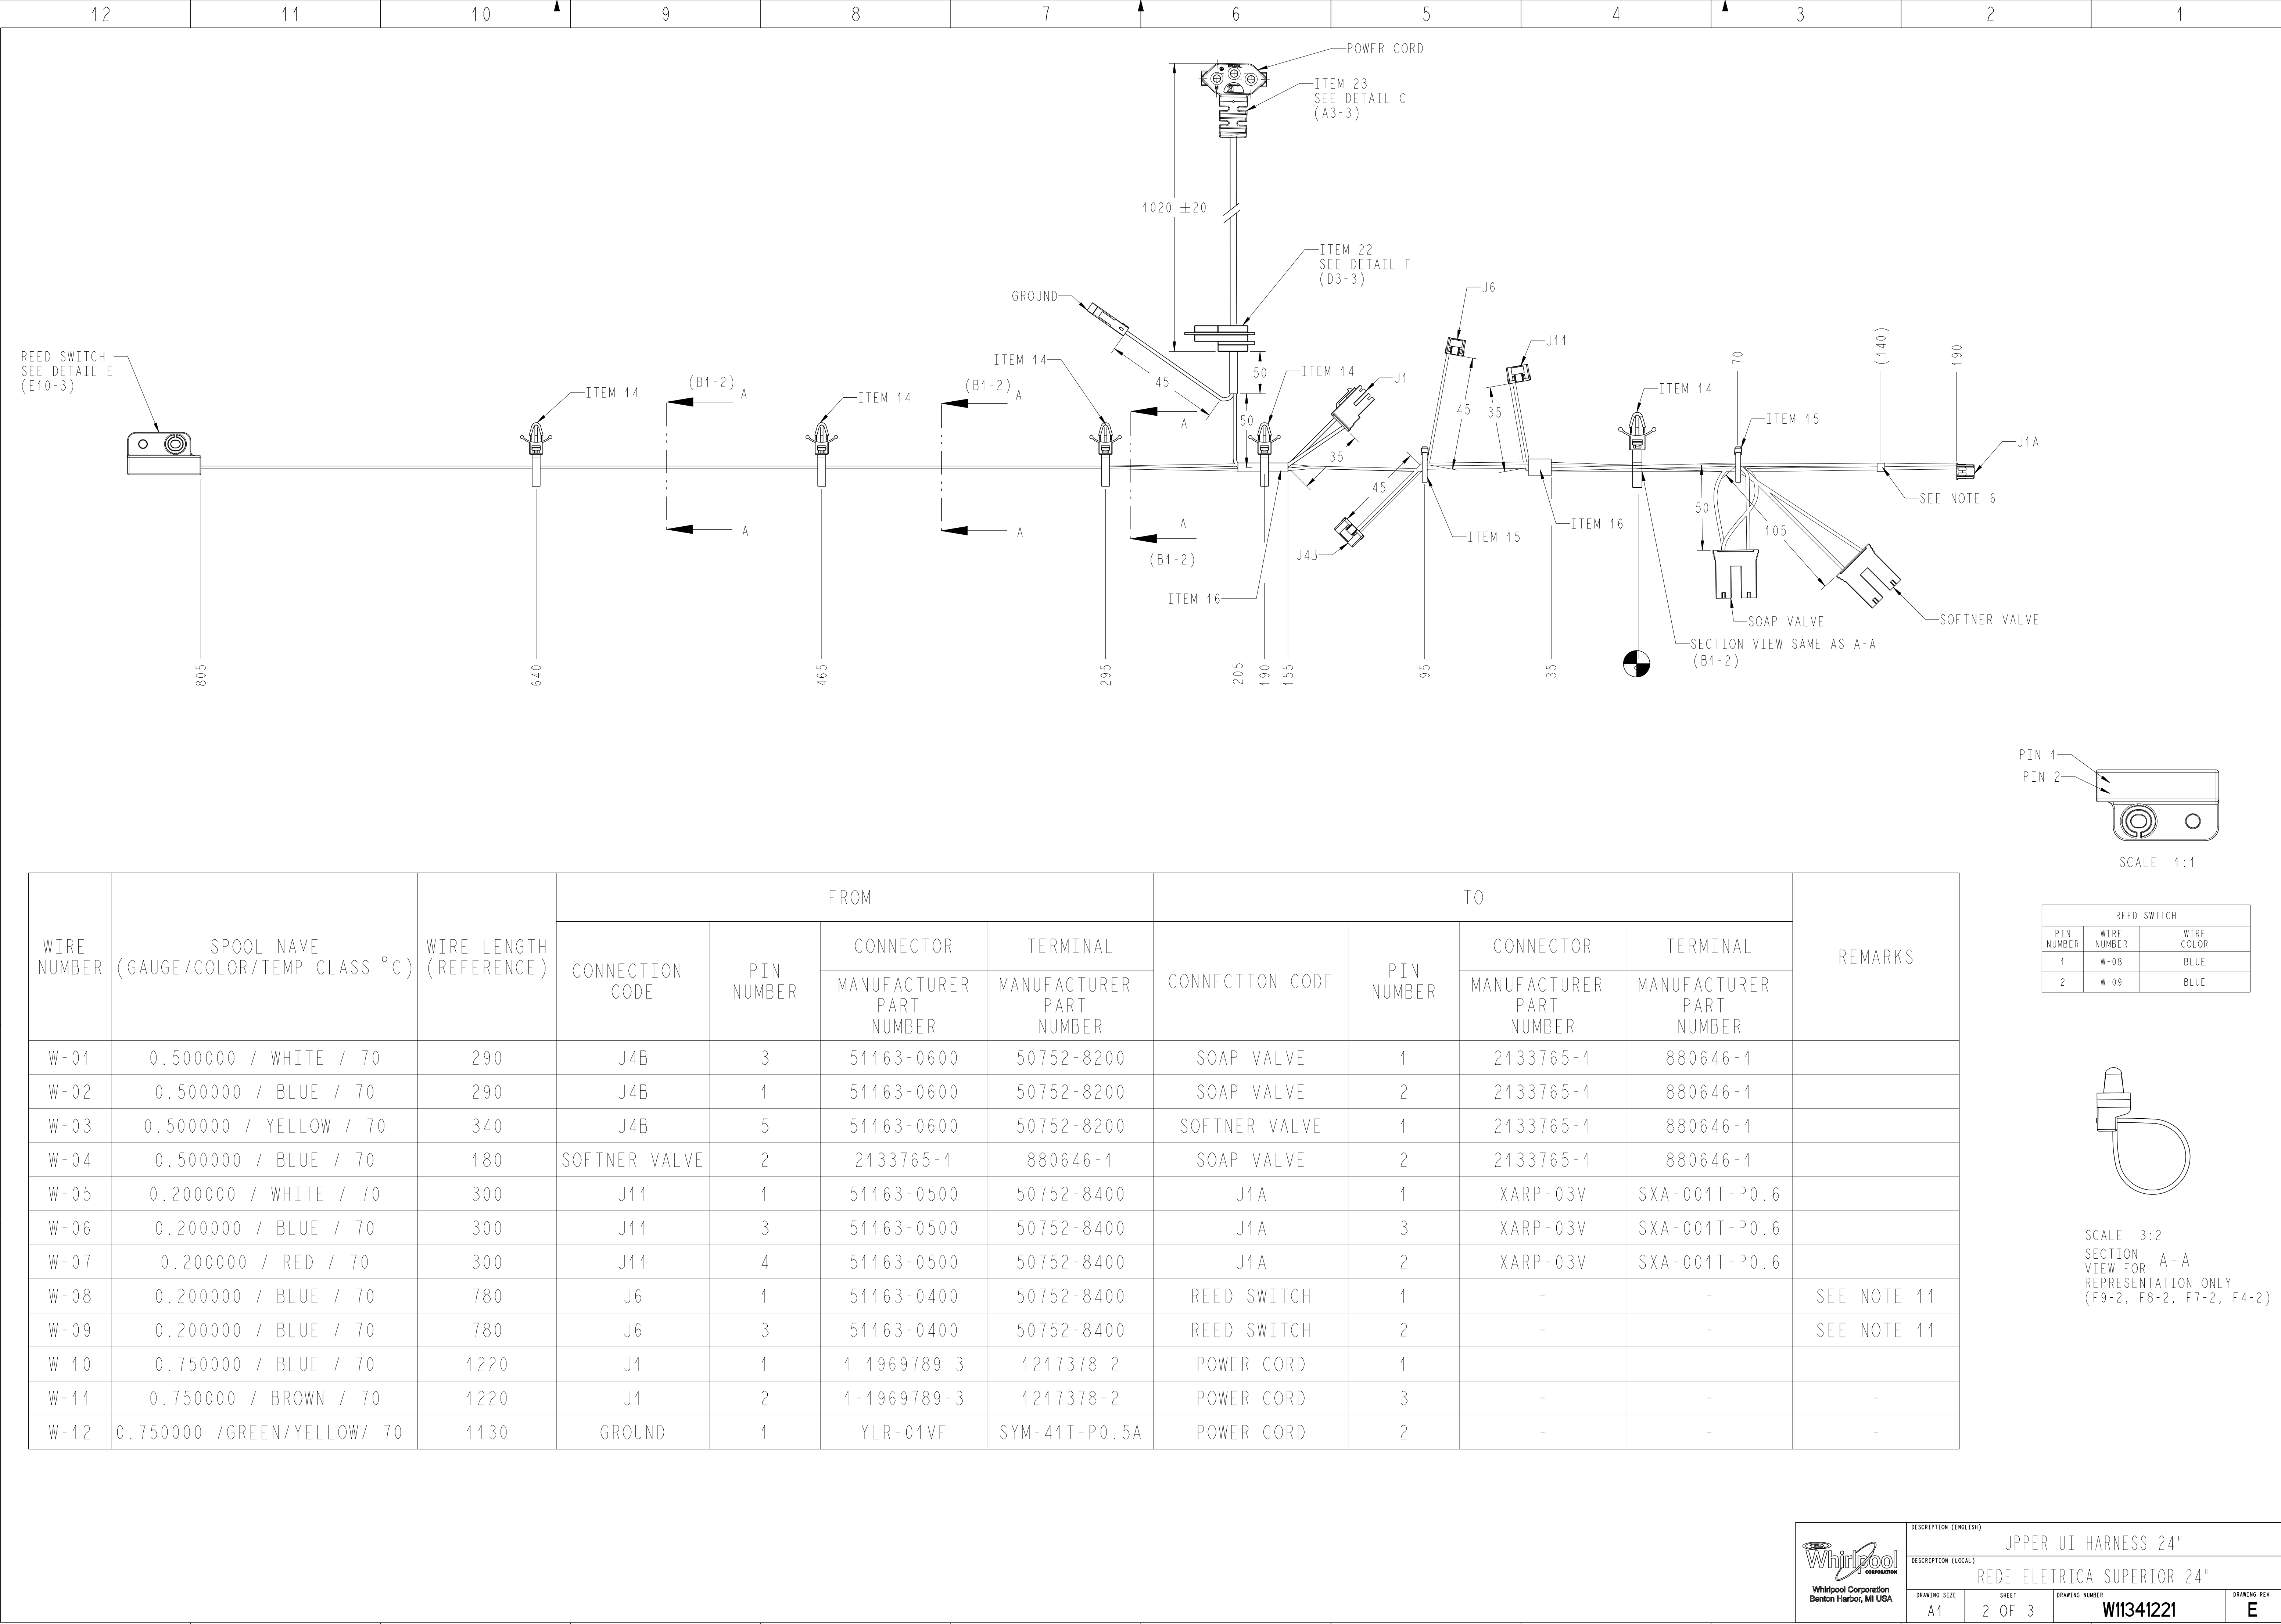 12 11 10 9 8 7 6 5 4 3 2 1
POWER CORD
ITEM 23
SEE DETAIL C
(A3-3)
1020 ±20
ITEM 22
SEE DETAIL F
(D3-3)
GROUND
J6
J11
REED SWITCH
SEE DETAIL E
(E10-3)
ITEM 14
(B1-2)
A
ITEM 14
(B1-2)
A
ITEM 14
45
50
ITEM 14
J1
45
35
ITEM 14
70
(140)
190
A
50
35
ITEM 15
J1A
45
SEE NOTE 6
50
105
A
A
A
(B1-2)
J4B
ITEM 15
ITEM 16
ITEM 16
SOAP VALVE
SOFTNER VALVE
SECTION VIEW SAME AS A-A
(B1-2)
805
640
465
295
205
190
155
95
35
0
PIN 1
PIN 2
SCALE 1:1
REED SWITCH
PIN NUMBER WIRE NUMBER WIRE COLOR
1 W-08 BLUE
2 W-09 BLUE
SCALE 3:2
SECTION A-A
VIEW FOR
REPRESENTATION ONLY
(F9-2, F8-2, F7-2, F4-2)
WIRE NUMBER
SPOOL NAME
(GAUGE/COLOR/TEMP CLASS °C)
WIRE LENGTH
(REFERENCE)
FROM
TO
REMARKS
CONNECTION CODE
PIN NUMBER
CONNECTOR
MANUFACTURER PART NUMBER
TERMINAL
MANUFACTURER PART NUMBER
CONNECTION CODE
PIN NUMBER
CONNECTOR
MANUFACTURER PART NUMBER
TERMINAL
MANUFACTURER PART NUMBER
W-01 0.500000 / WHITE / 70 290 J4B 3 51163-0600 50752-8200 SOAP VALVE 1 2133765-1 880646-1
W-02 0.500000 / BLUE / 70 290 J4B 1 51163-0600 50752-8200 SOAP VALVE 2 2133765-1 880646-1
W-03 0.500000 / YELLOW / 70 340 J4B 5 51163-0600 50752-8200 SOFTNER VALVE 1 2133765-1 880646-1
W-04 0.500000 / BLUE / 70 180 SOFTNER VALVE 2 2133765-1 880646-1 SOAP VALVE 2 2133765-1 880646-1
W-05 0.200000 / WHITE / 70 300 J11 1 51163-0500 50752-8400 J1A 1 XARP-03V SXA-001T-P0.6
W-06 0.200000 / BLUE / 70 300 J11 3 51163-0500 50752-8400 J1A 3 XARP-03V SXA-001T-P0.6
W-07 0.200000 / RED / 70 300 J11 4 51163-0500 50752-8400 J1A 2 XARP-03V SXA-001T-P0.6
W-08 0.200000 / BLUE / 70 780 J6 1 51163-0400 50752-8400 REED SWITCH 1 - - SEE NOTE 11
W-09 0.200000 / BLUE / 70 780 J6 3 51163-0400 50752-8400 REED SWITCH 2 - - SEE NOTE 11
W-10 0.750000 / BLUE / 70 1220 J1 1 1-1969789-3 1217378-2 POWER CORD 1 - - -
W-11 0.750000 / BROWN / 70 1220 J1 2 1-1969789-3 1217378-2 POWER CORD 3 - - -
W-12 0.750000 /GREEN/YELLOW/ 70 1130 GROUND 1 YLR-01VF SYM-41T-P0.5A POWER CORD 2 - - -
Whirlpool
CORPORATION
Whirlpool Corporation
Benton Harbor, MI USA
DESCRIPTION (ENGLISH)
UPPER UI HARNESS 24"
DESCRIPTION (LOCAL)
REDE ELETRICA SUPERIOR 24"
DRAWING SIZE
A1
SHEET
2 OF 3
DRAWING NUMBER
W11341221
DRAWING REV
E